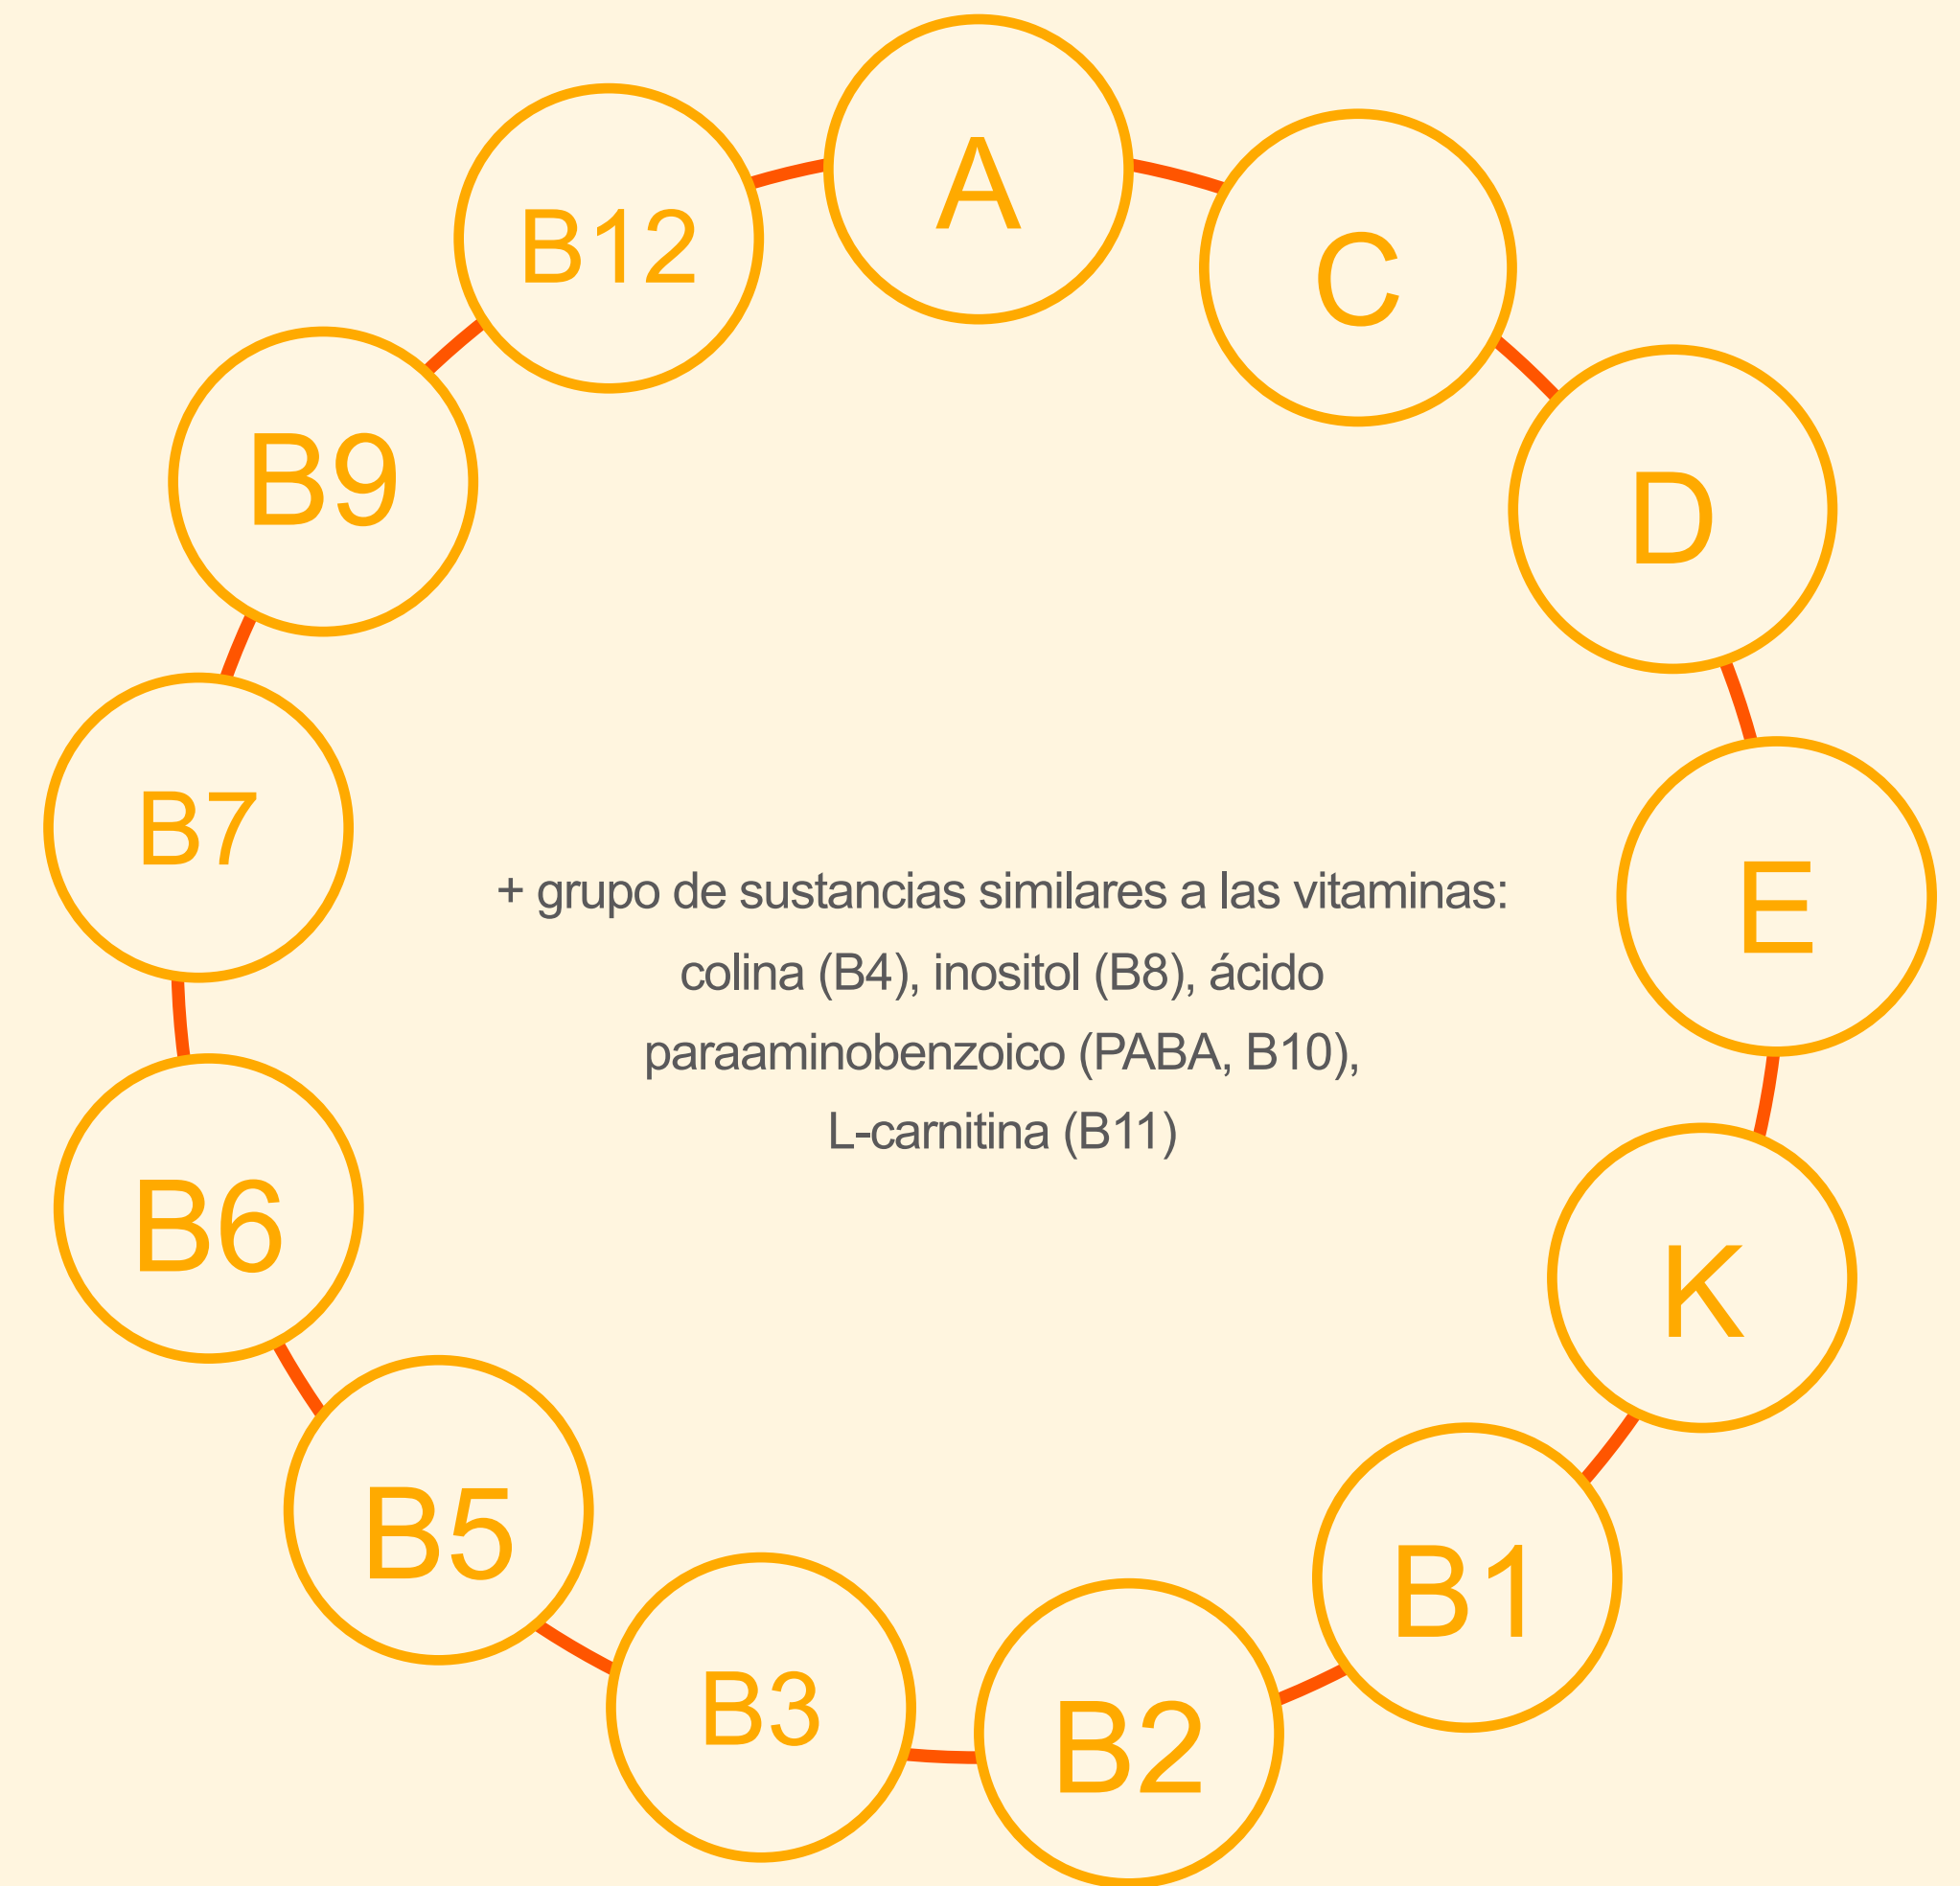 A
C
D
E
K
B1
B2
B3
B5
B6
B7
B9
B12
+ grupo de sustancias similares a las vitaminas:
colina (B4), inositol (B8), ácido
paraaminobenzoico (PABA, B10),
L-carnitina (B11)